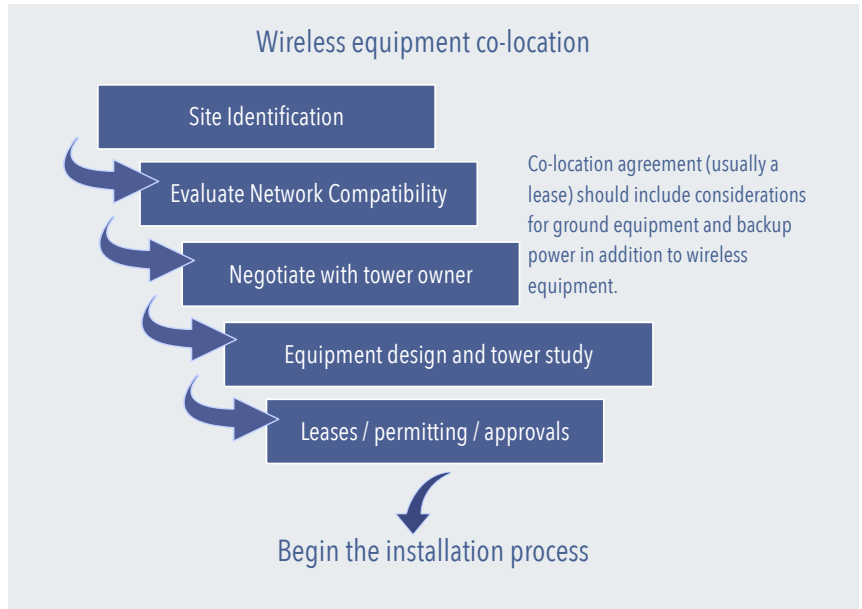 Wireless equipment co-location
Site Identification
Evaluate Network Compatibility
Co-location agreement (usually a
lease) should include considerations
for ground equipment and backup
power in addition to wireless
equipment.
Negotiate with tower owner
Equipment design and tower study
Leases / permitting / approvals
Begin the installation process